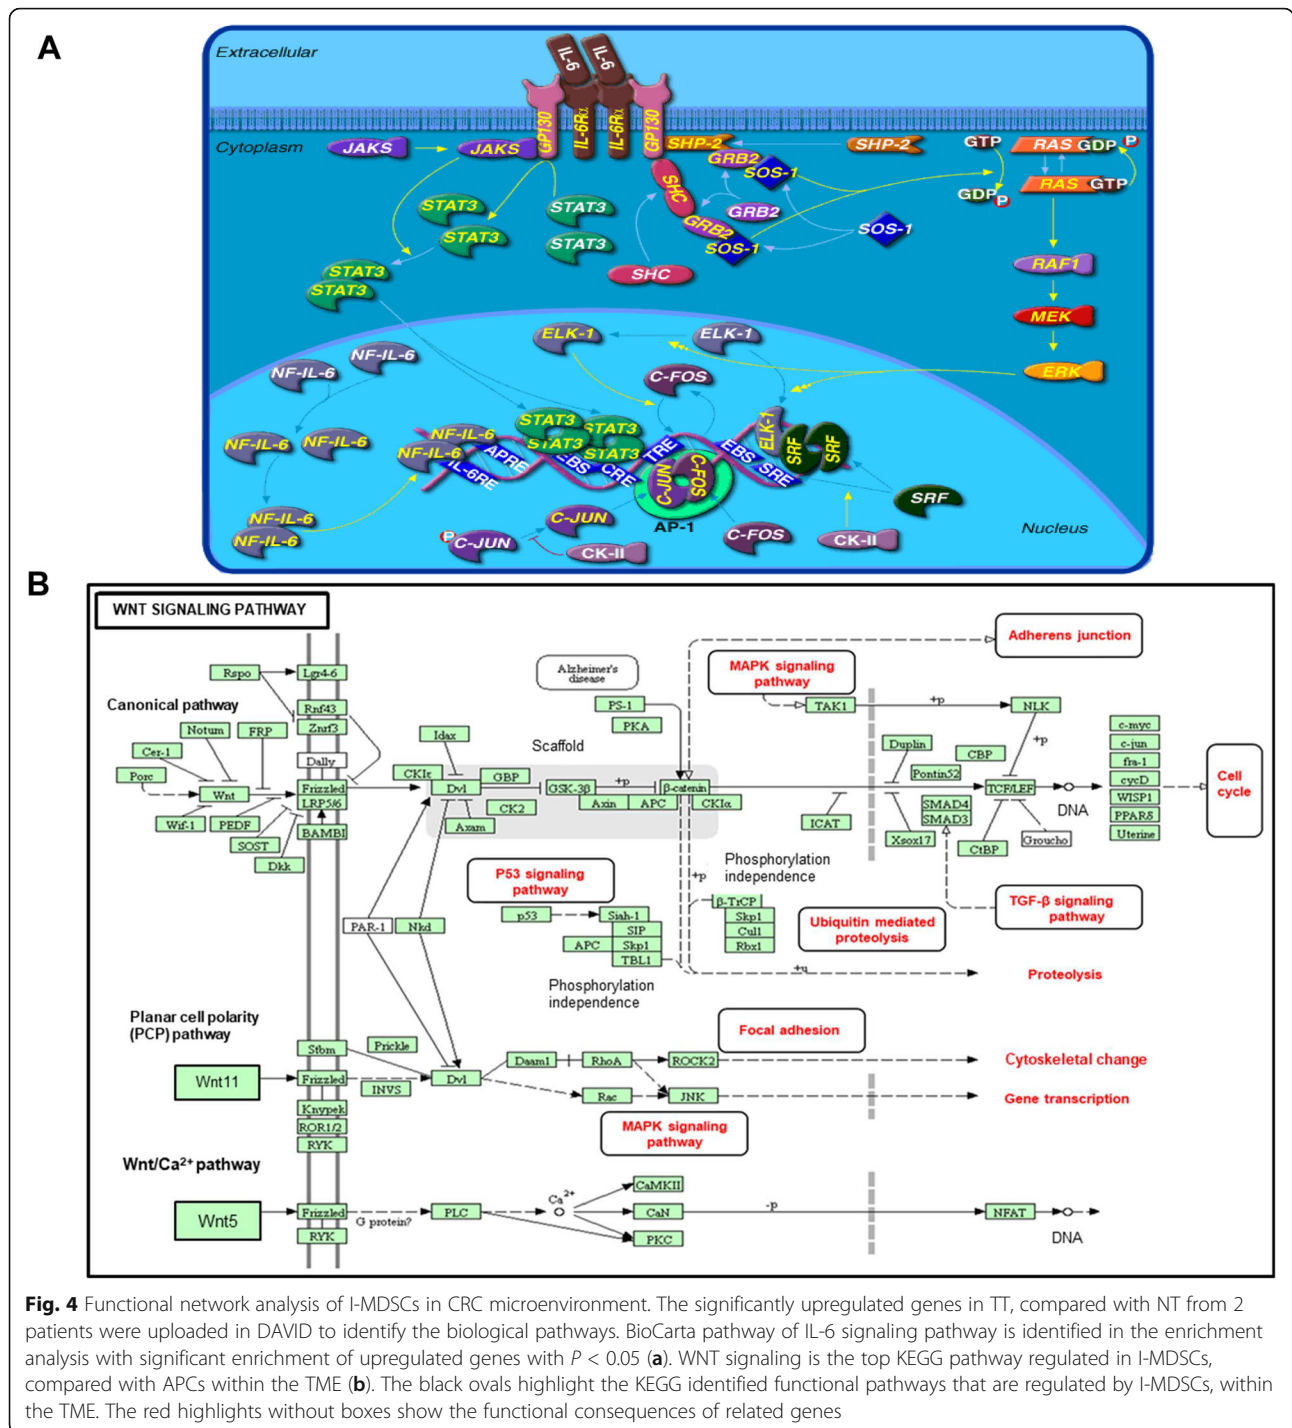 A
Extracellular
IL-6 IL-6
GP130 IL-6Rα IL-6Rα GP130
Cytoplasm
JAKS JAKS SHP-2 SHP-2 GTP RAS GDP P
GRB2
SOS-1
SHC
GDP P RAS GTP
STAT3 STAT3 GRB2
STAT3 STAT3 GRB2
SOS-1 SOS-1
STAT3 SHC RAF1
STAT3
MEK
ELK-1 ELK-1
NF-IL-6
NF-IL-6 C-FOS ERK
NF-IL-6 NF-IL-6 NF-IL-6 STAT3 STAT3
NF-IL-6 STAT3 STAT3
IL-6RE APRE EBS CRE TRE EBS SRE
ELK-1 SRF SRF
C-JUN C-FOS
AP-1
SRF
NF-IL-6 C-JUN
NF-IL-6 P C-JUN CK-II C-FOS CK-II
Nucleus
B
WNT SIGNALING PATHWAY
Adherens junction
MAPK signaling
pathway
Alzheimer's
disease
Rspo Lgr4-6
Canonical pathway
Rnf43
Znrf3
PS-1
PKA
TAK1 +p NLK
Notum FRP Idax Scaffold
Cer-1 Dally
Duplin CBP +p
c-myc
c-jun
fra-1
cycD
WISP1
PPARδ
Uterine
Porc CKIε GBP Pontin52
Wnt Frizzled Dvl GSK-3β +p β-catenin TCF/LEF DNA
Cell
cycle
LRP5/6 CK2 Axin APC CKIα SMAD4
SMAD3
Wif-1 PEDF BAMBI Axam ICAT Xsox17 Groucho
SOST CtBP
Dkk
Phosphorylation
independence
P53 signaling
pathway
+p
TGF-β signaling
pathway
β-TrCP
Skp1
Cul1
Rbx1
Ubiquitin mediated
proteolysis
p53 Siah-1
SIP
APC Skp1
TBL1
PAR-1 Nkd
+u Proteolysis
Phosphorylation
independence
Planar cell polarity
(PCP) pathway
Focal adhesion
Stbm Prickle
Daam1 RhoA ROCK2 Cytoskeletal change
Wnt11 Frizzled INVS Dvl
Rac JNK Gene transcription
Knypek
ROR1/2
RYK
MAPK signaling
pathway
Wnt/Ca2+ pathway
CaMKII
Ca2+
Wnt5 Frizzled G protein? PLC CaN -p NFAT
RYK PKC DNA
Fig. 4 Functional network analysis of I-MDSCs in CRC microenvironment. The significantly upregulated genes in TT, compared with NT from 2
patients were uploaded in DAVID to identify the biological pathways. BioCarta pathway of IL-6 signaling pathway is identified in the enrichment
analysis with significant enrichment of upregulated genes with P < 0.05 (a). WNT signaling is the top KEGG pathway regulated in I-MDSCs,
compared with APCs within the TME (b). The black ovals highlight the KEGG identified functional pathways that are regulated by I-MDSCs, within
the TME. The red highlights without boxes show the functional consequences of related genes